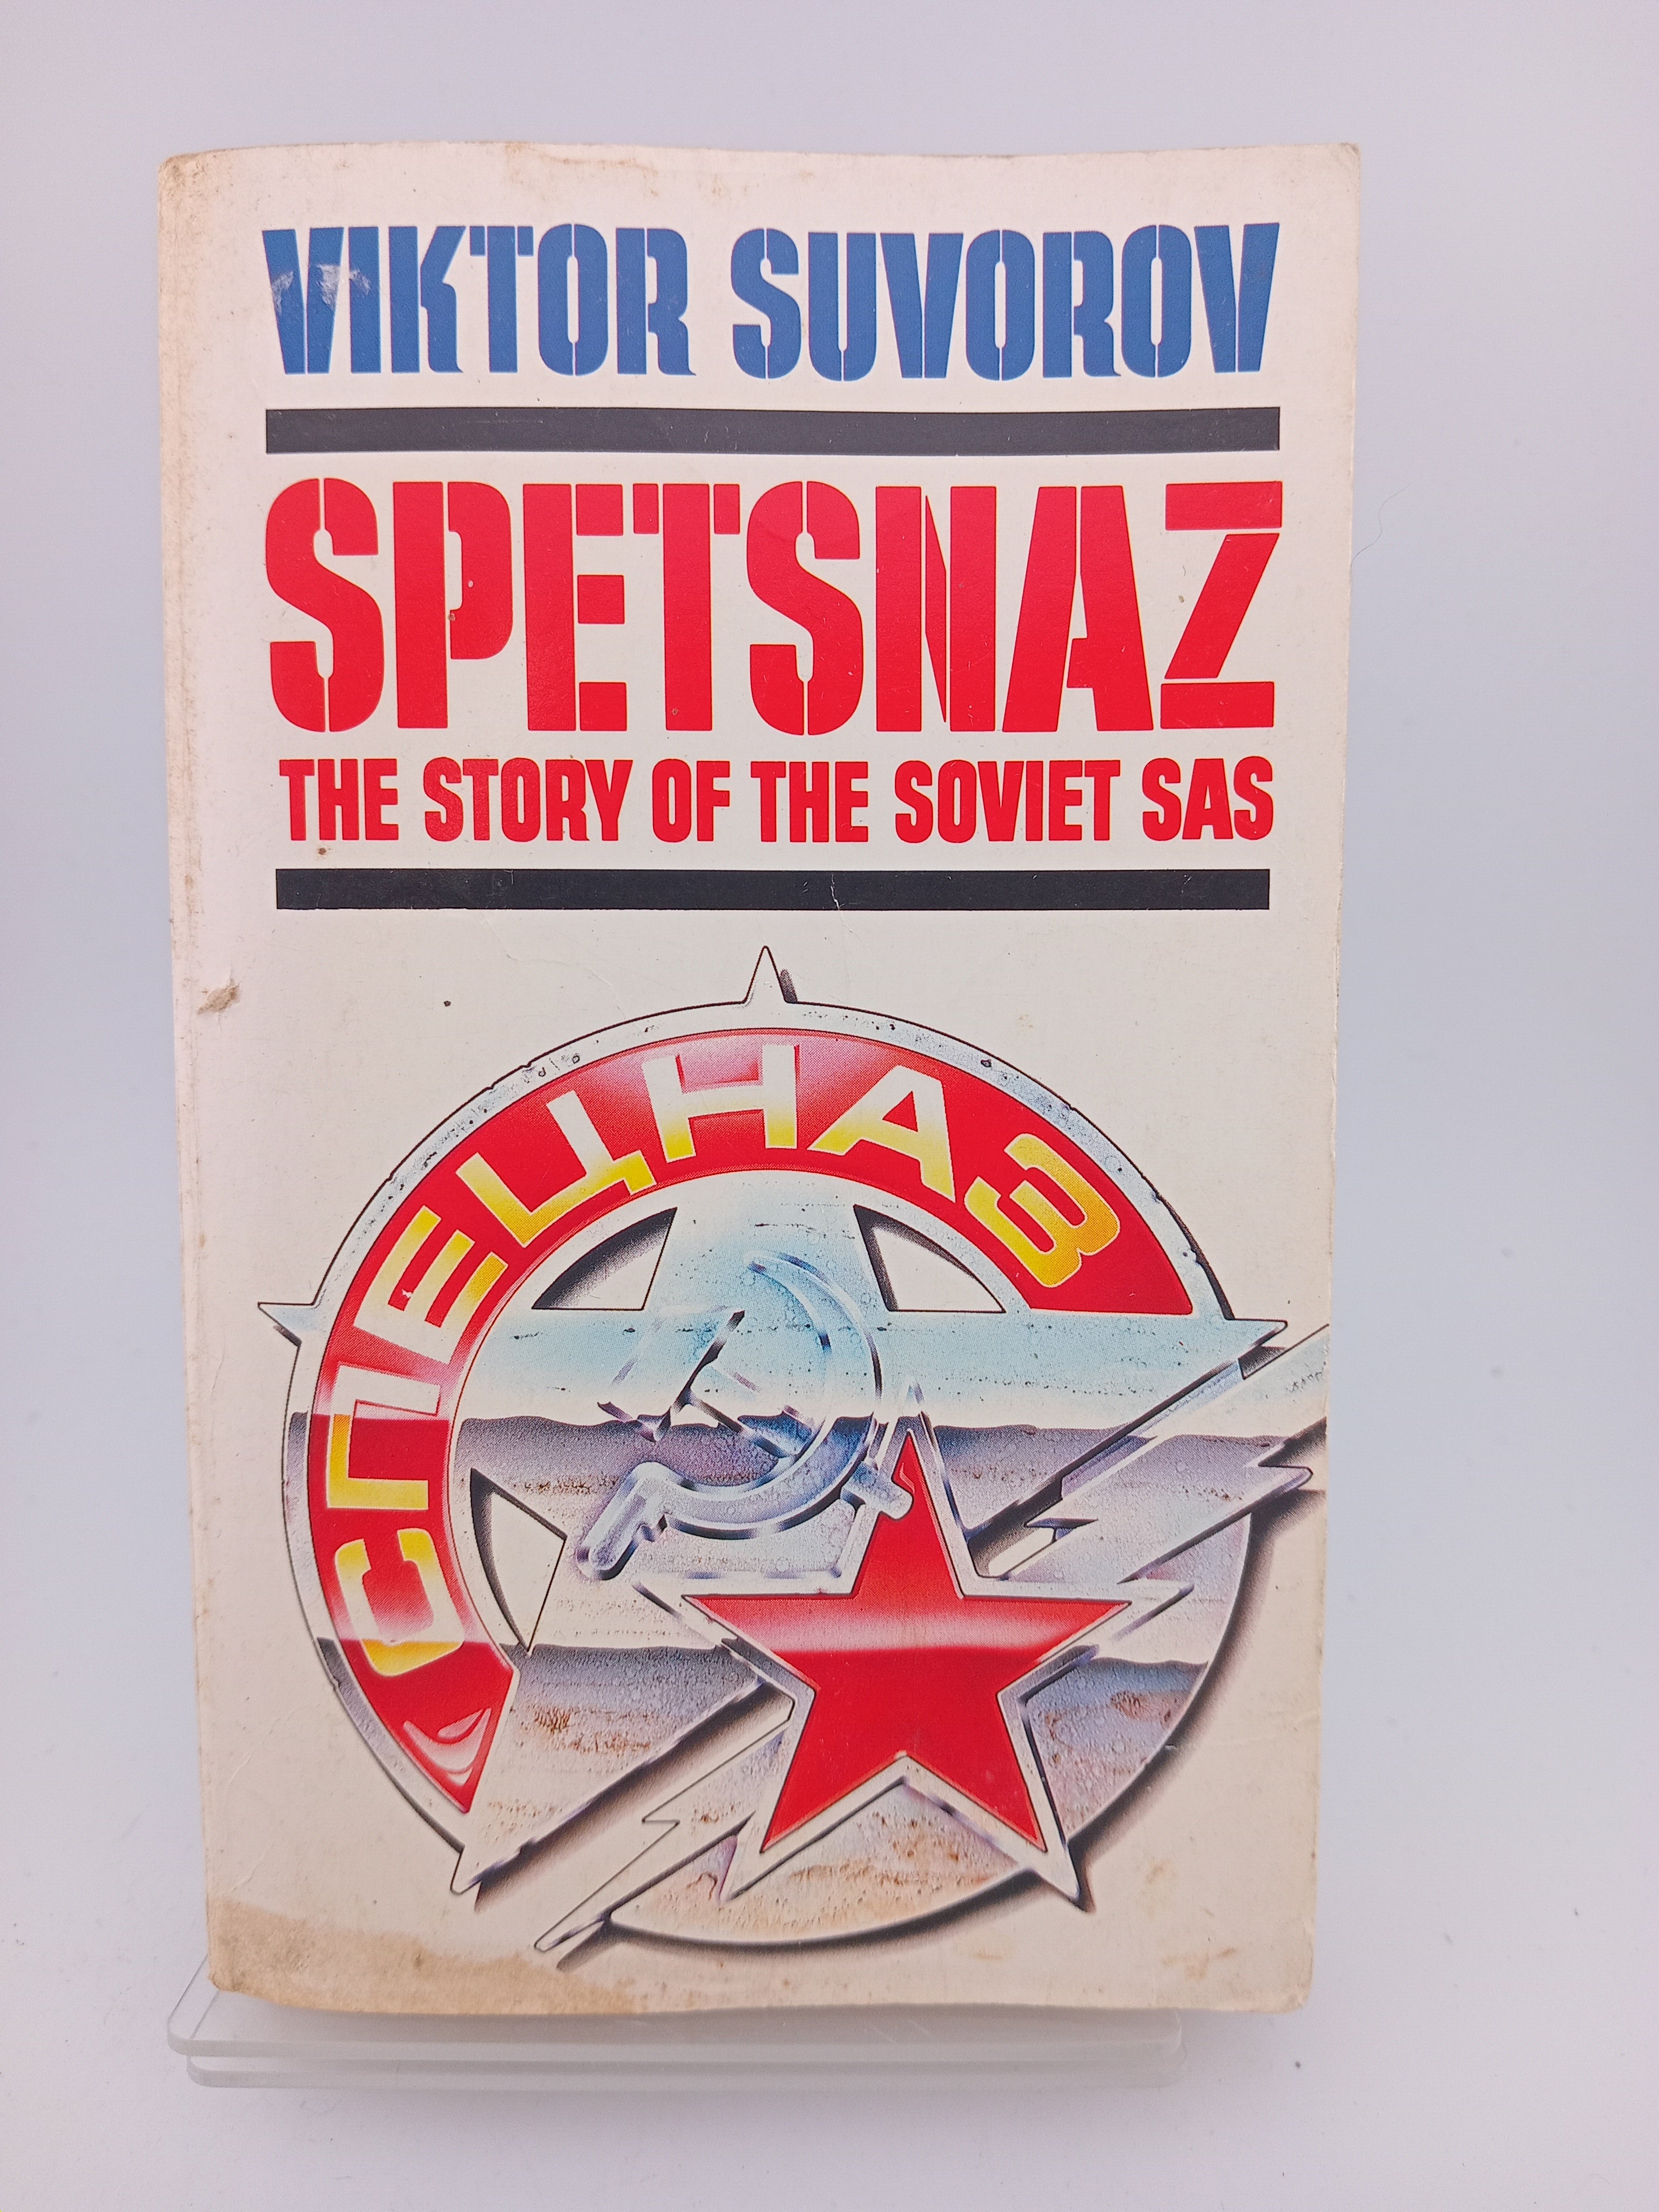 VIKTOR SUVOROV
SPETSNAZ
THE STORY OF THE SOVIET SAS
СПЕЦНАЗ